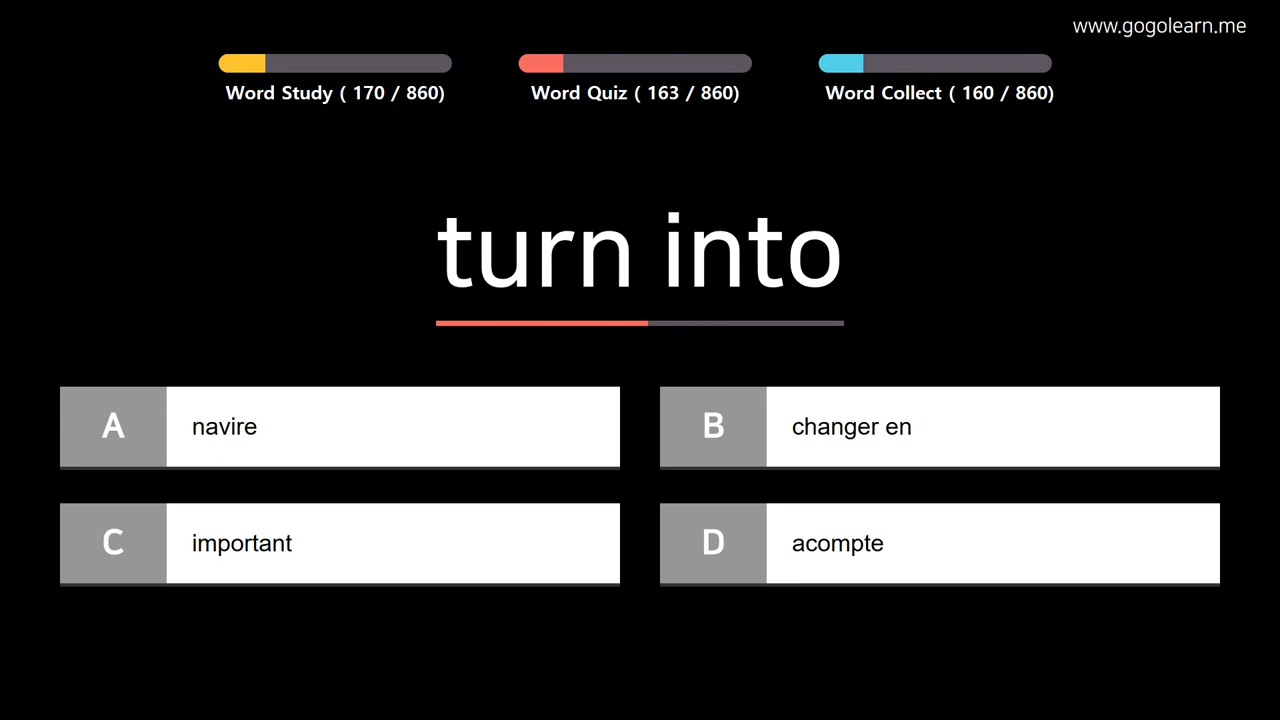 www.gogolearn.me
Word Study ( 170 / 860)
Word Quiz ( 163 / 860)
Word Collect ( 160 / 860)
turn into
A navire
B changer en
C important
D acompte